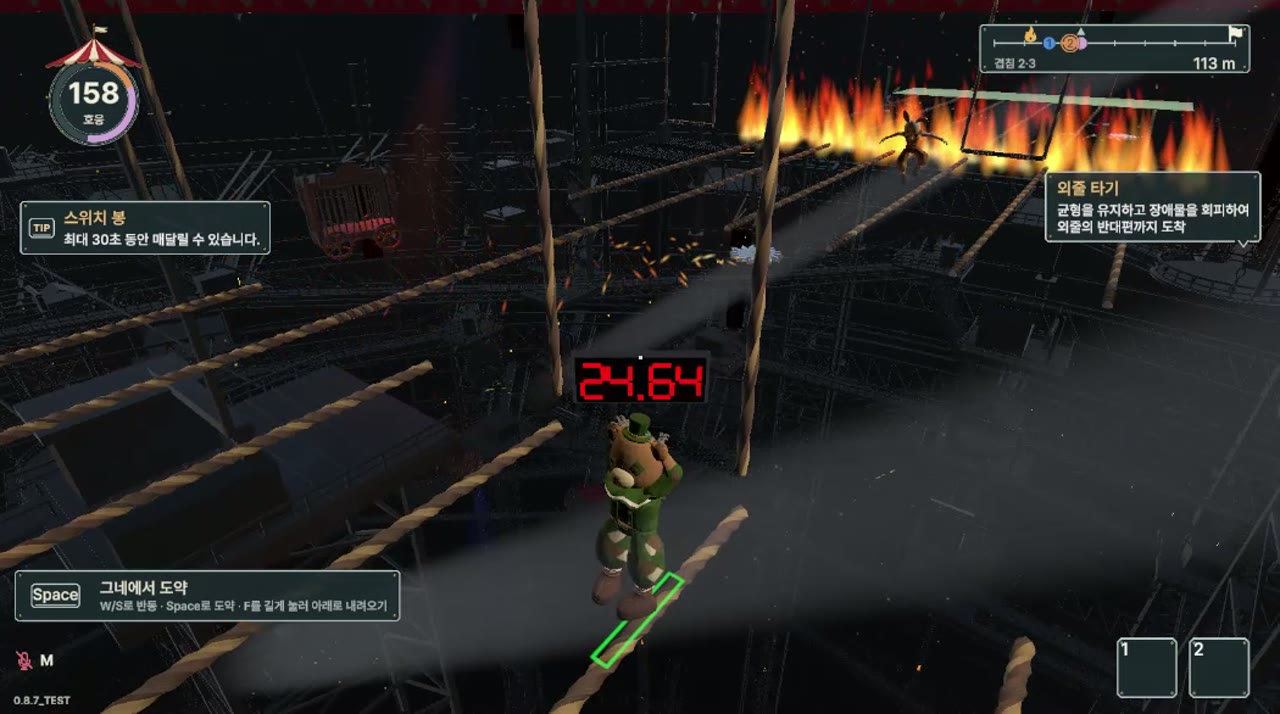 158
호응
1
2
겹침 2-3
113 m
TIP
스위치 봉
최대 30초 동안 매달릴 수 있습니다.
외줄 타기
균형을 유지하고 장애물을 회피하여
외줄의 반대편까지 도착
24.64
Space
그네에서 도약
W/S로 반동 · Space로 도약 · F를 길게 눌러 아래로 내려오기
M
1
2
0.8.7_TEST